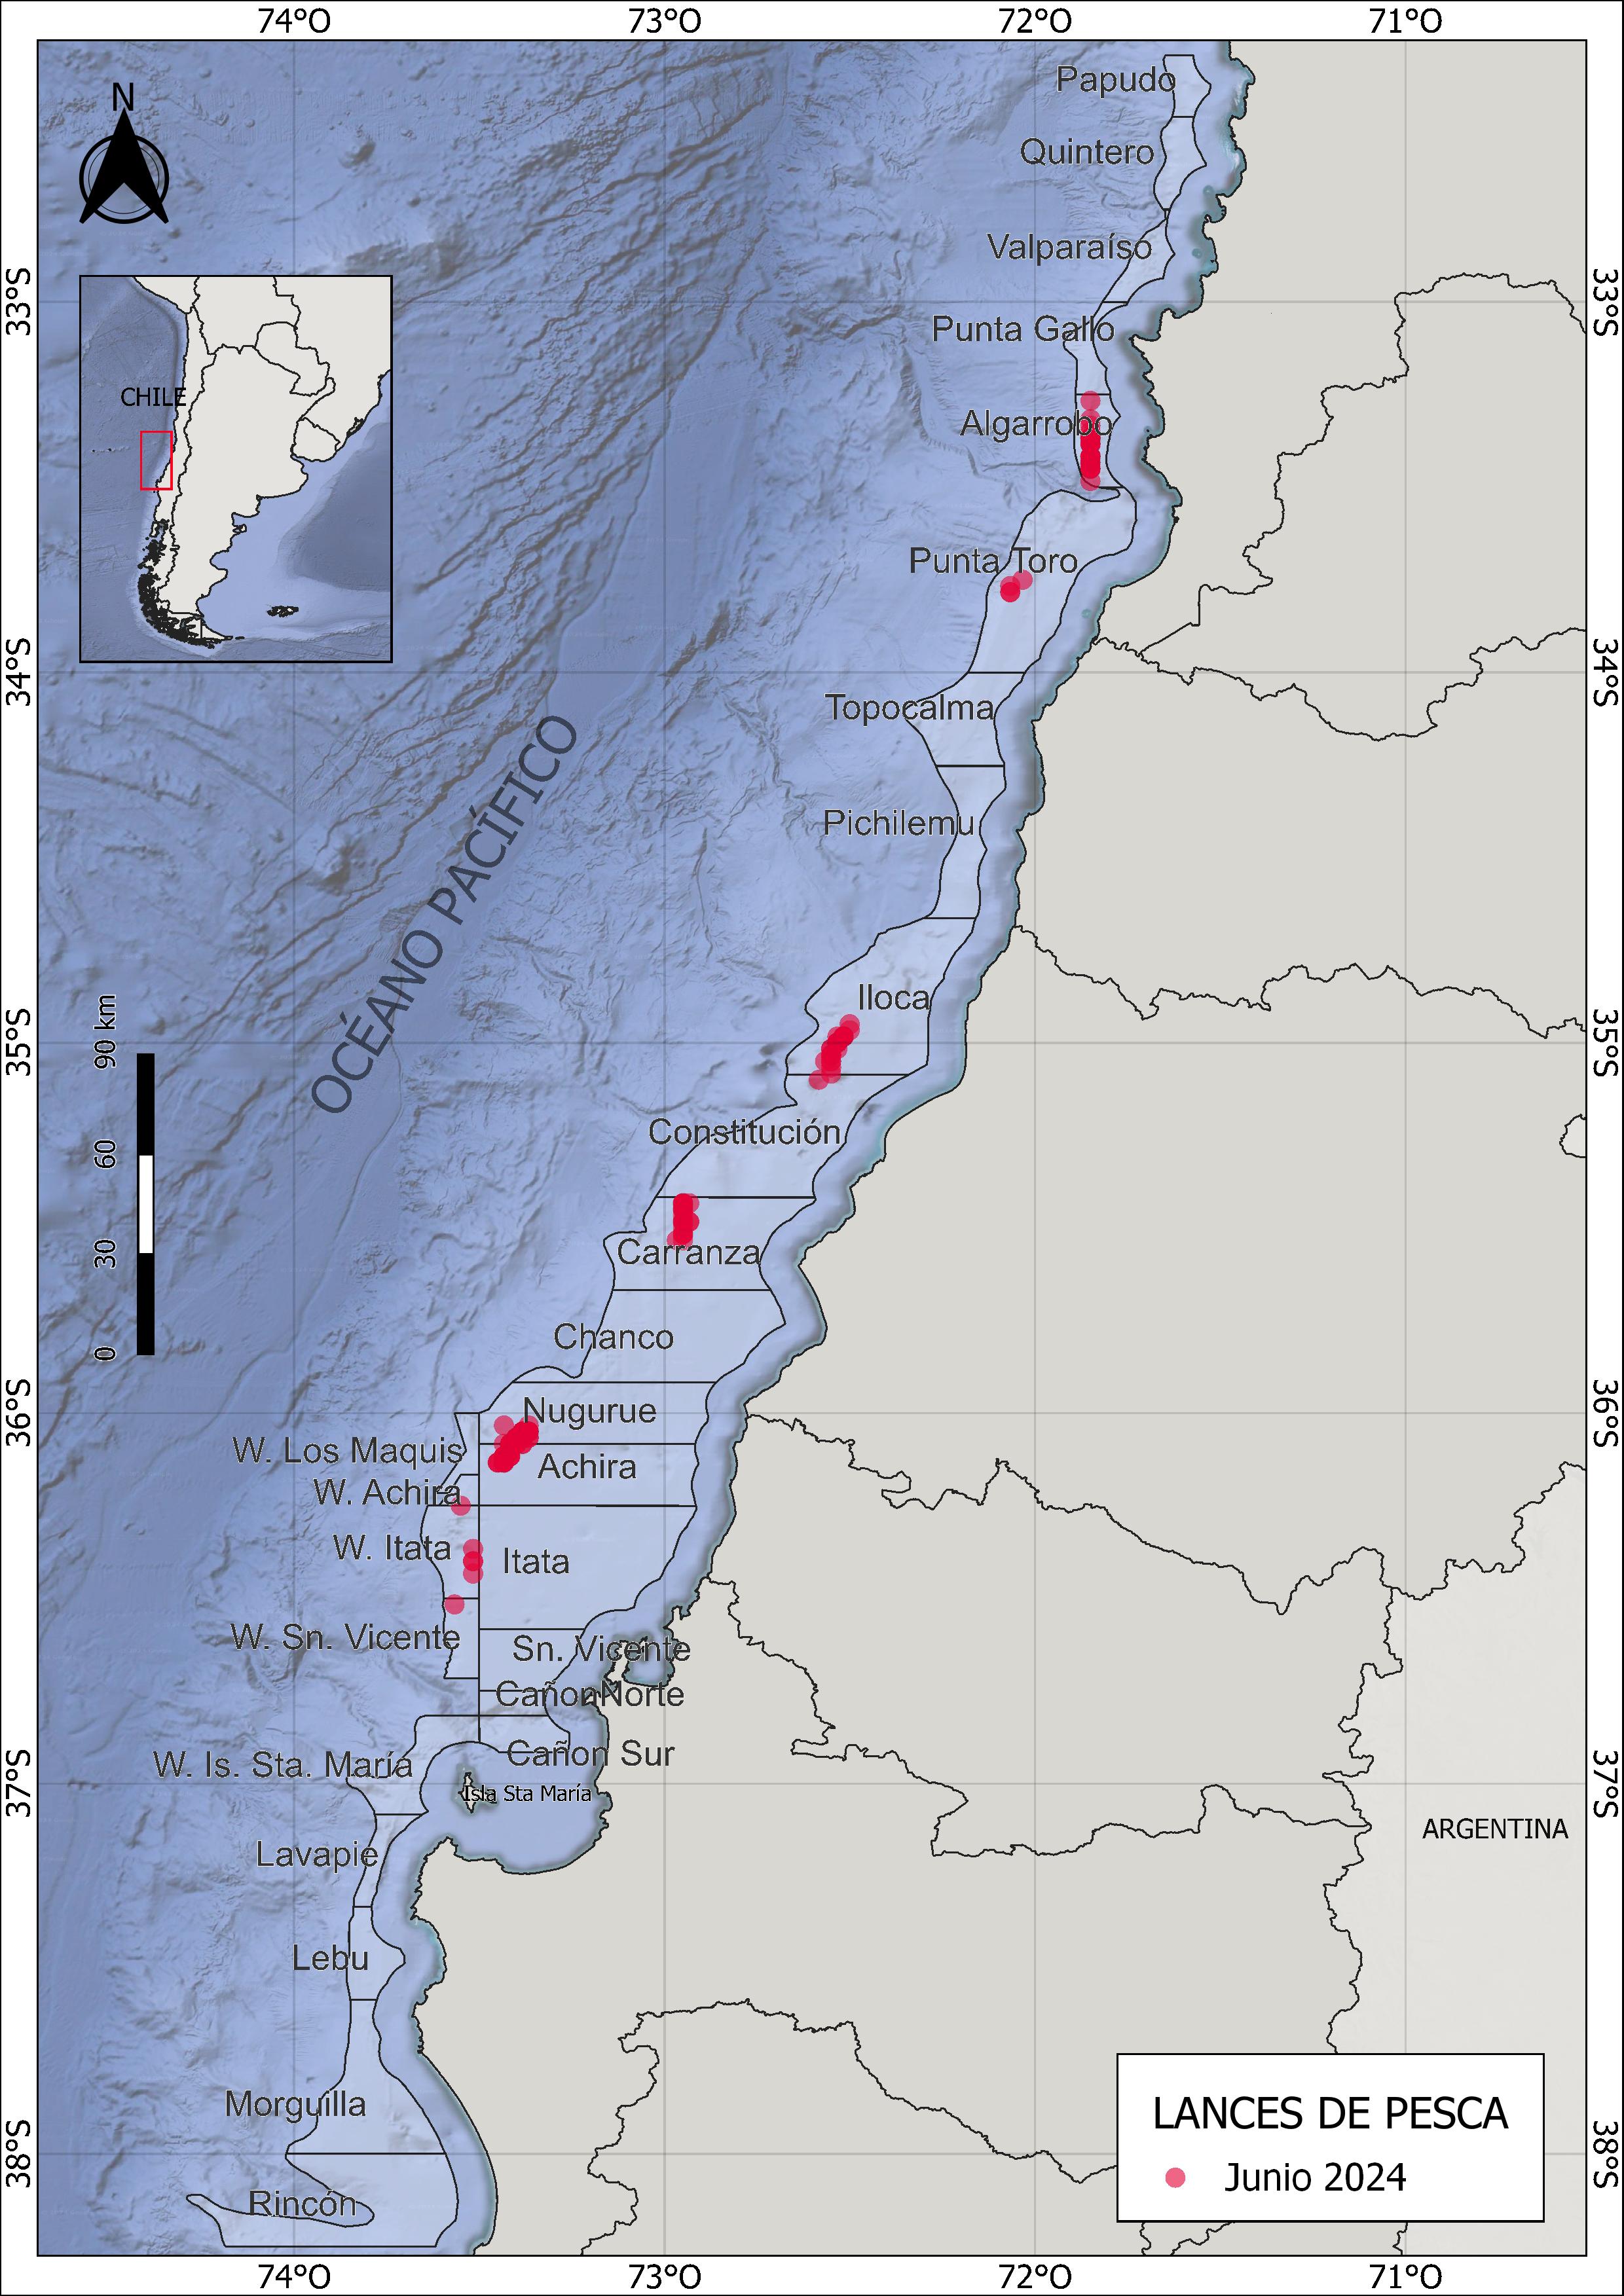 74°O 73°O 72°O 71°O
N
Papudo
Quintero
Valparaíso
33°S
33°S
Punta Gallo
CHILE
Algarrobo
Punta Toro
34°S
34°S
Topocalma
OCÉANO PACÍFICO
Pichilemu
Iloca
35°S
35°S
90 km
60
30
0
Constitución
Carranza
Chanco
36°S
36°S
Nugurue
W. Los Maquis
Achira
W. Achira
W. Itata
Itata
W. Sn. Vicente
Sn. Vicente
CañonNorte
Cañon Sur
W. Is. Sta. María
37°S
37°S
Isla Sta María
ARGENTINA
Lavapie
Lebu
Morguilla
LANCES DE PESCA
Junio 2024
38°S
38°S
Rincón
74°O 73°O 72°O 71°O